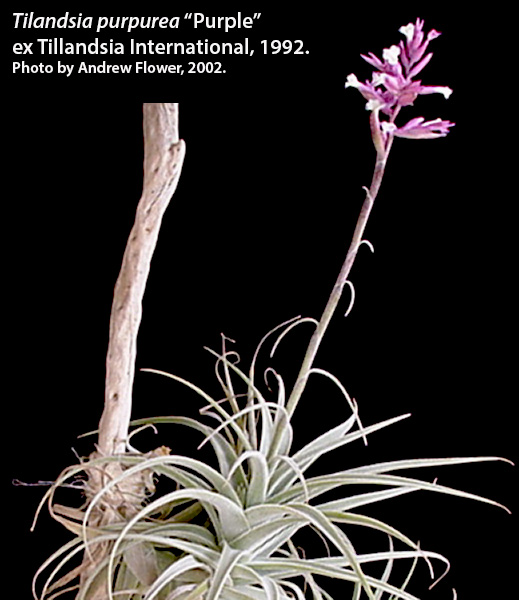 Tilandsia purpurea “Purple”
ex Tillandsia International, 1992.
Photo by Andrew Flower, 2002.